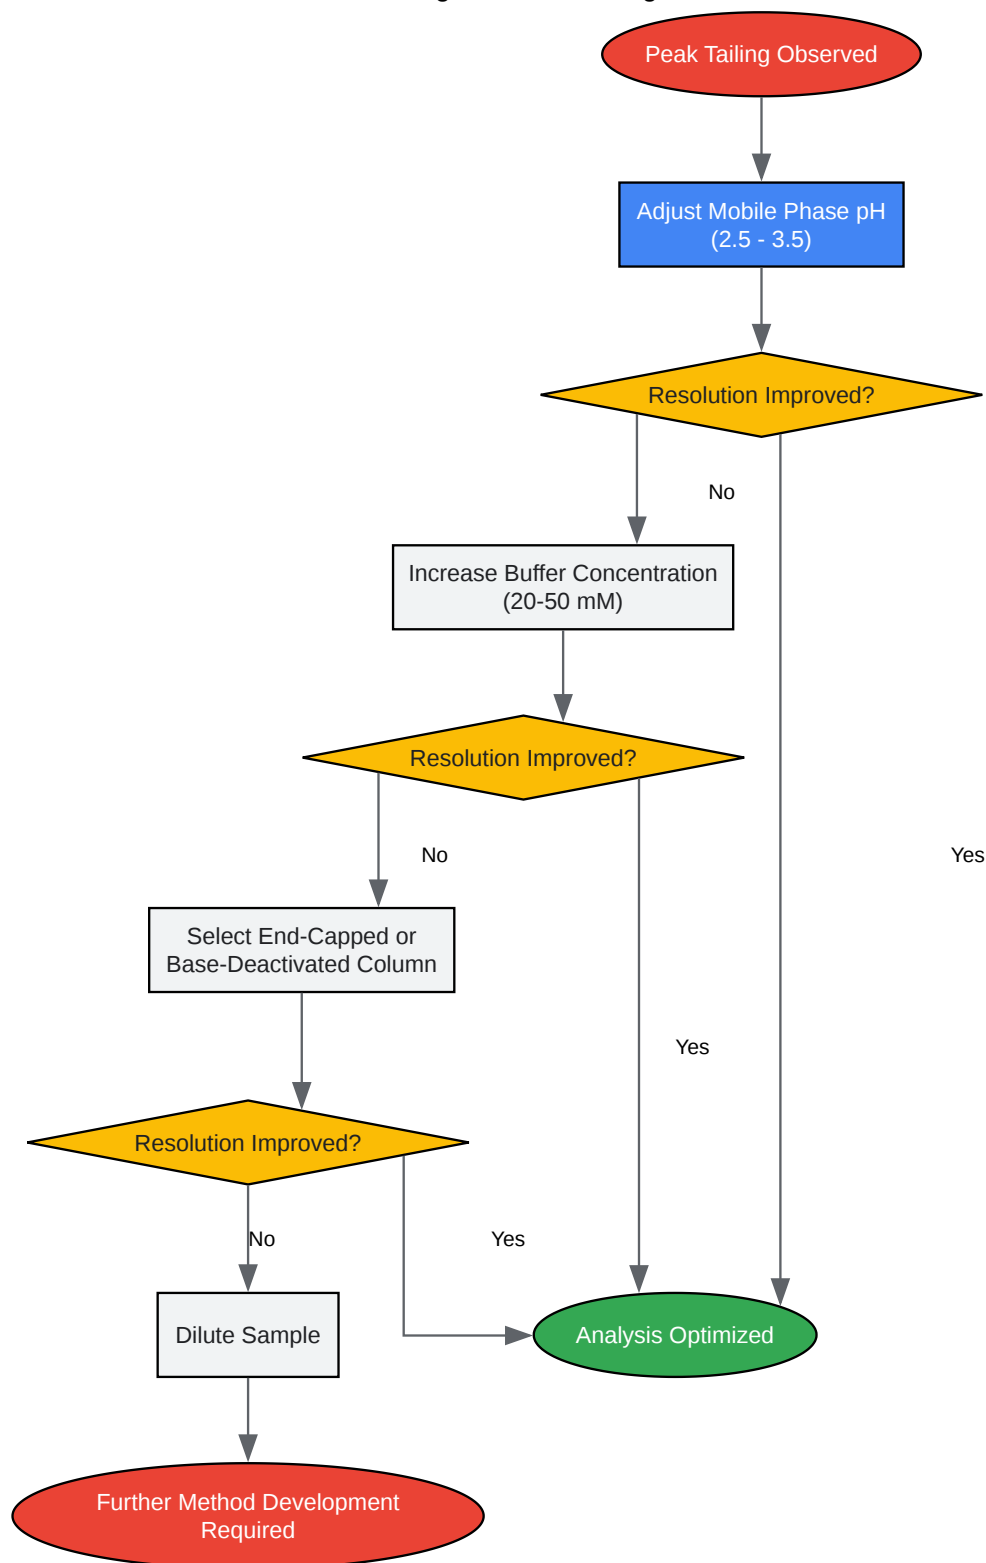 Peak Tailing Observed
Adjust Mobile Phase pH
(2.5 - 3.5)
Resolution Improved?
No
Increase Buffer Concentration
(20-50 mM)
Resolution Improved?
No
Yes
Select End-Capped or
Base-Deactivated Column
Yes
Resolution Improved?
No
Yes
Dilute Sample
Analysis Optimized
Further Method Development
Required